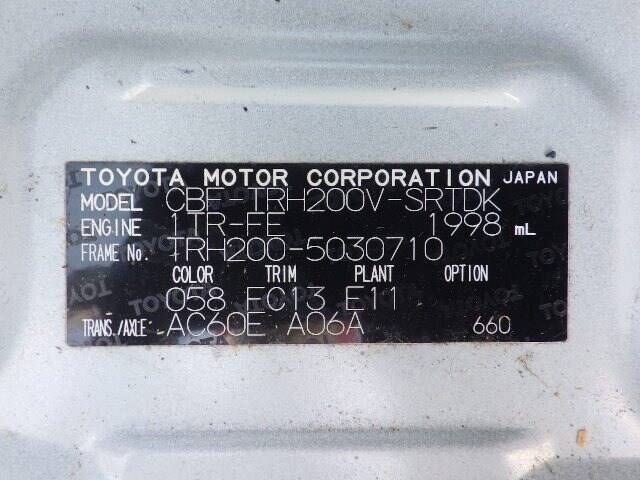 TOYOTA MOTOR CORPORATION JAPAN
MODEL CBF-TRH200V-SRTDK
ENGINE 1TR-FE 1998 mL
FRAME No. TRH200-5030710
COLOR TRIM PLANT OPTION
058 FC13 E11
TRANS./AXLE AC60E A06A 660